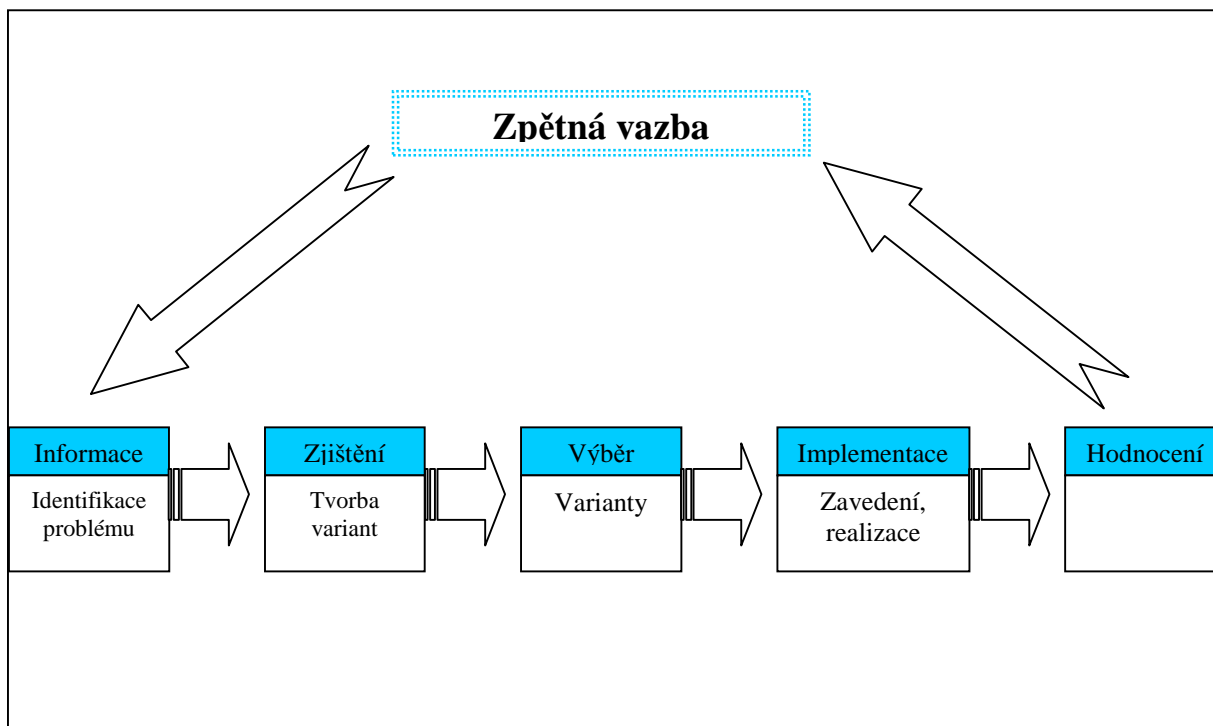 Zpětná vazba
Informace
Identifikace
problému
Zjištění
Tvorba
variant
Výběr
Varianty
Implementace
Zavedení,
realizace
Hodnocení